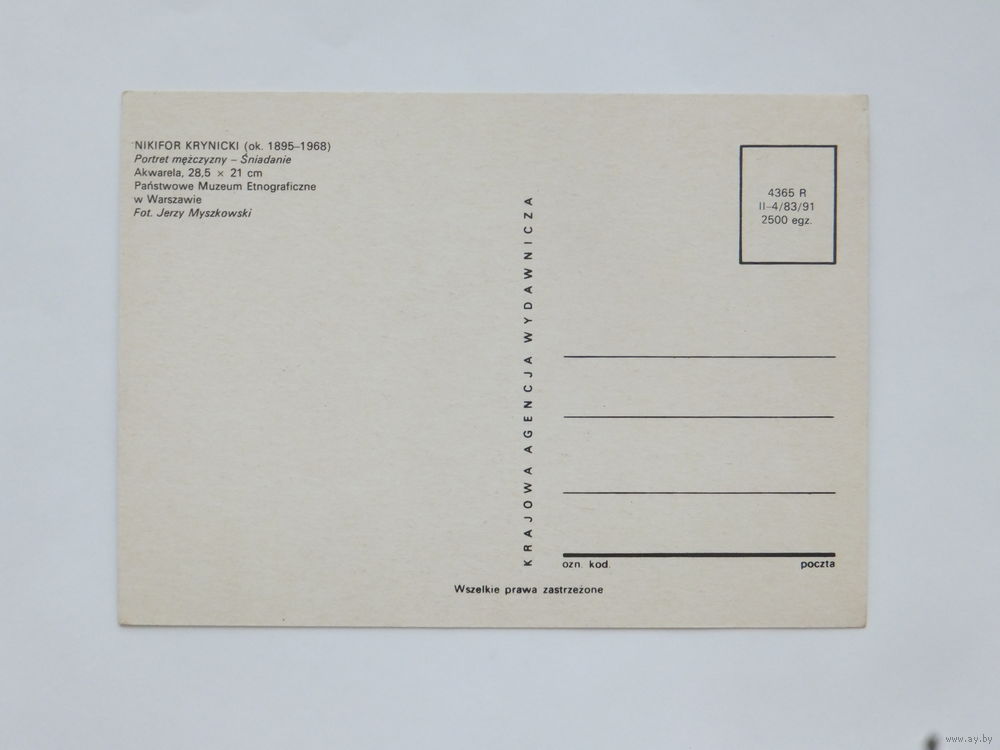 NIKIFOR KRYNICKI (ok. 1895–1968)
Portret mężczyzny – Śniadanie
Akwarela, 28,5 × 21 cm
Państwowe Muzeum Etnograficzne
w Warszawie
Fot. Jerzy Myszkowski
KRAJOWA AGENCJA WYDAWNICZA
4365 R
II–4/83/91
2500 egz.
ozn. kod.
poczta
Wszelkie prawa zastrzeżone
www.ay.by